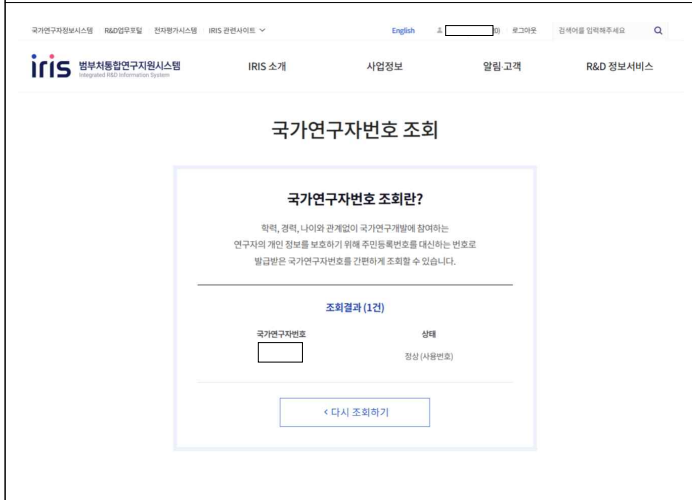 국가연구자정보시스템 R&D업무포털 전자평가시스템 IRIS 관련사이트 English 0) 로그아웃 검색어를 입력해주세요
iris 범부처통합연구지원시스템 IRIS 소개 사업정보 알림·고객 R&D 정보서비스
Integrated R&D Information System
국가연구자번호 조회
국가연구자번호 조회란?
학력, 경력, 나이와 관계없이 국가연구개발에 참여하는
연구자의 개인 정보를 보호하기 위해 주민등록번호를 대신하는 번호로
발급받은 국가연구자번호를 간편하게 조회할 수 있습니다.
조회결과 (1건)
국가연구자번호 상태
정상 (사용번호)
< 다시 조회하기